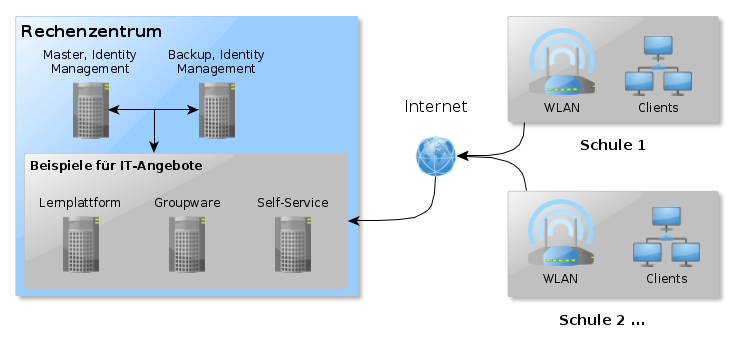 Rechenzentrum
Master, Identity
Management
Backup, Identity
Management
Beispiele für IT-Angebote
Lernplattform
Groupware
Self-Service
Internet
WLAN
Clients
Schule 1
WLAN
Clients
Schule 2 ...